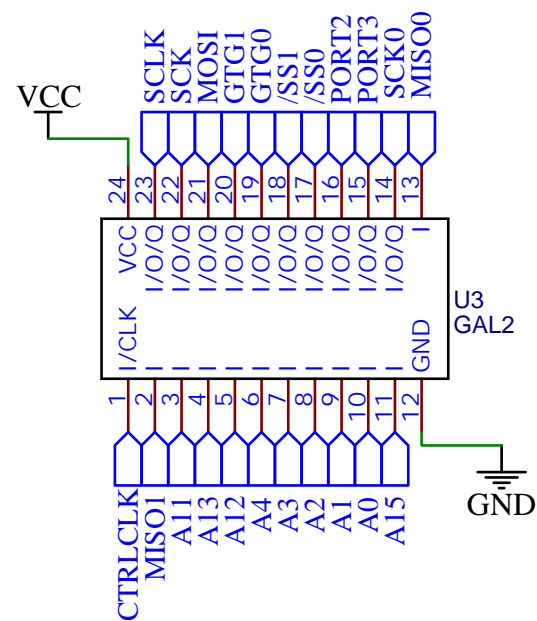 VCC
SCLK
SCK
MOSI
GTG1
GTG0
/SS1
/SS0
PORT2
PORT3
SCK0
MISO0
24
23
22
21
20
19
18
17
16
15
14
13
VCC
I/O/Q
I/O/Q
I/O/Q
I/O/Q
I/O/Q
I/O/Q
I/O/Q
I/O/Q
I/O/Q
I/O/Q
I
U3
GAL2
I/CLK
I
I
I
I
I
I
I
I
I
I
GND
1
2
3
4
5
6
7
8
9
10
11
12
CTRLCLK
MISO1
A11
A13
A12
A4
A3
A2
A1
A0
A15
GND